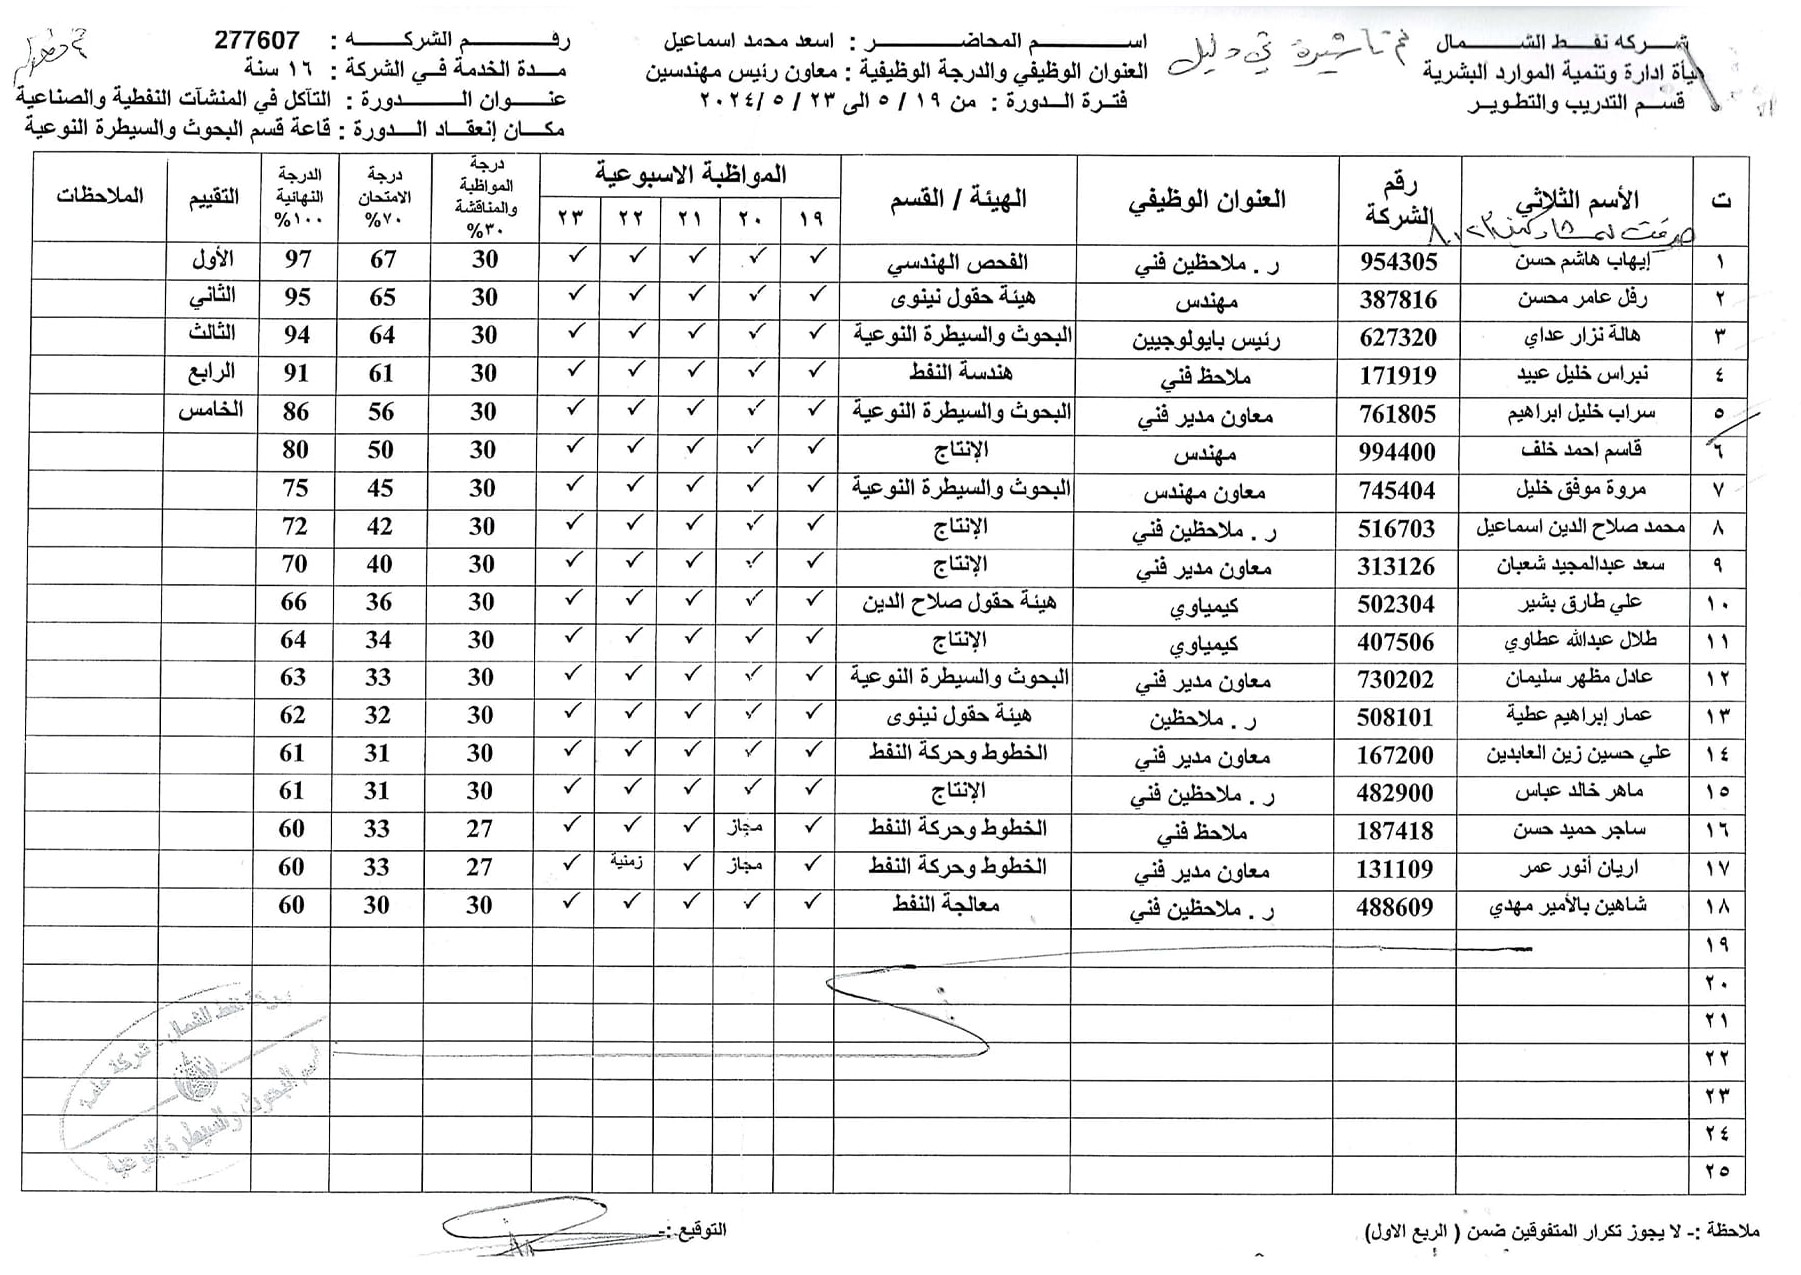 شركة نفط الشمال
هيأة ادارة وتنمية الموارد البشرية
قسم التدريب والتطوير
تم تأشيرة في دليل
اسم المحاضر : اسعد محمد اسماعيل
العنوان الوظيفي والدرجة الوظيفية : معاون رئيس مهندسين
فترة الدورة : من ١٩ / ٥ الى ٢٣ / ٥ / ٢٠٢٤
رقم الشركة : 277607
مدة الخدمة في الشركة : ١٦ سنة
عنوان الدورة : التآكل في المنشآت النفطية والصناعية
مكان إنعقاد الدورة : قاعة قسم البحوث والسيطرة النوعية
ت الأسم الثلاثي رقم الشركة العنوان الوظيفي الهيئة / القسم المواظبة الاسبوعية درجة المواظبة والمناقشة ٣٠% درجة الامتحان ٧٠% الدرجة النهائية ١٠٠% التقييم الملاحظات
١٩ ٢٠ ٢١ ٢٢ ٢٣
١ إيهاب هاشم حسن 954305 ر . ملاحظين فني الفحص الهندسي ✓ ✓ ✓ ✓ ✓ 30 67 97 الأول
٢ رفل عامر محسن 387816 مهندس هيئة حقول نينوى ✓ ✓ ✓ ✓ ✓ 30 65 95 الثاني
٣ هالة نزار عداي 627320 رئيس بايولوجيين البحوث والسيطرة النوعية ✓ ✓ ✓ ✓ ✓ 30 64 94 الثالث
٤ نبراس خليل عبيد 171919 ملاحظ فني هندسة النفط ✓ ✓ ✓ ✓ ✓ 30 61 91 الرابع
٥ سراب خليل ابراهيم 761805 معاون مدير فني البحوث والسيطرة النوعية ✓ ✓ ✓ ✓ ✓ 30 56 86 الخامس
٦ قاسم احمد خلف 994400 مهندس الإنتاج ✓ ✓ ✓ ✓ ✓ 30 50 80
٧ مروة موفق خليل 745404 معاون مهندس البحوث والسيطرة النوعية ✓ ✓ ✓ ✓ ✓ 30 45 75
٨ محمد صلاح الدين اسماعيل 516703 ر . ملاحظين فني الإنتاج ✓ ✓ ✓ ✓ ✓ 30 42 72
٩ سعد عبدالمجيد شعبان 313126 معاون مدير فني الإنتاج ✓ ✓ ✓ ✓ ✓ 30 40 70
١٠ علي طارق بشير 502304 كيمياوي هيئة حقول صلاح الدين ✓ ✓ ✓ ✓ ✓ 30 36 66
١١ طلال عبدالله عطاوي 407506 كيمياوي الإنتاج ✓ ✓ ✓ ✓ ✓ 30 34 64
١٢ عادل مظهر سليمان 730202 معاون مدير فني البحوث والسيطرة النوعية ✓ ✓ ✓ ✓ ✓ 30 33 63
١٣ عمار إبراهيم عطية 508101 ر . ملاحظين هيئة حقول نينوى ✓ ✓ ✓ ✓ ✓ 30 32 62
١٤ علي حسين زين العابدين 167200 معاون مدير فني الخطوط وحركة النفط ✓ ✓ ✓ ✓ ✓ 30 31 61
١٥ ماهر خالد عباس 482900 ر . ملاحظين فني الإنتاج ✓ ✓ ✓ ✓ ✓ 30 31 61
١٦ ساجر حميد حسن 187418 ملاحظ فني الخطوط وحركة النفط ✓ مجاز ✓ ✓ ✓ 27 33 60
١٧ اريان أنور عمر 131109 معاون مدير فني الخطوط وحركة النفط ✓ مجاز ✓ زمنية ✓ 27 33 60
١٨ شاهين بالأمير مهدي 488609 ر . ملاحظين فني معالجة النفط ✓ ✓ ✓ ✓ ✓ 30 30 60
١٩
٢٠
٢١
٢٢
٢٣
٢٤
٢٥
ملاحظة :- لا يجوز تكرار المتفوقين ضمن ( الربع الاول)
التوقيع :-